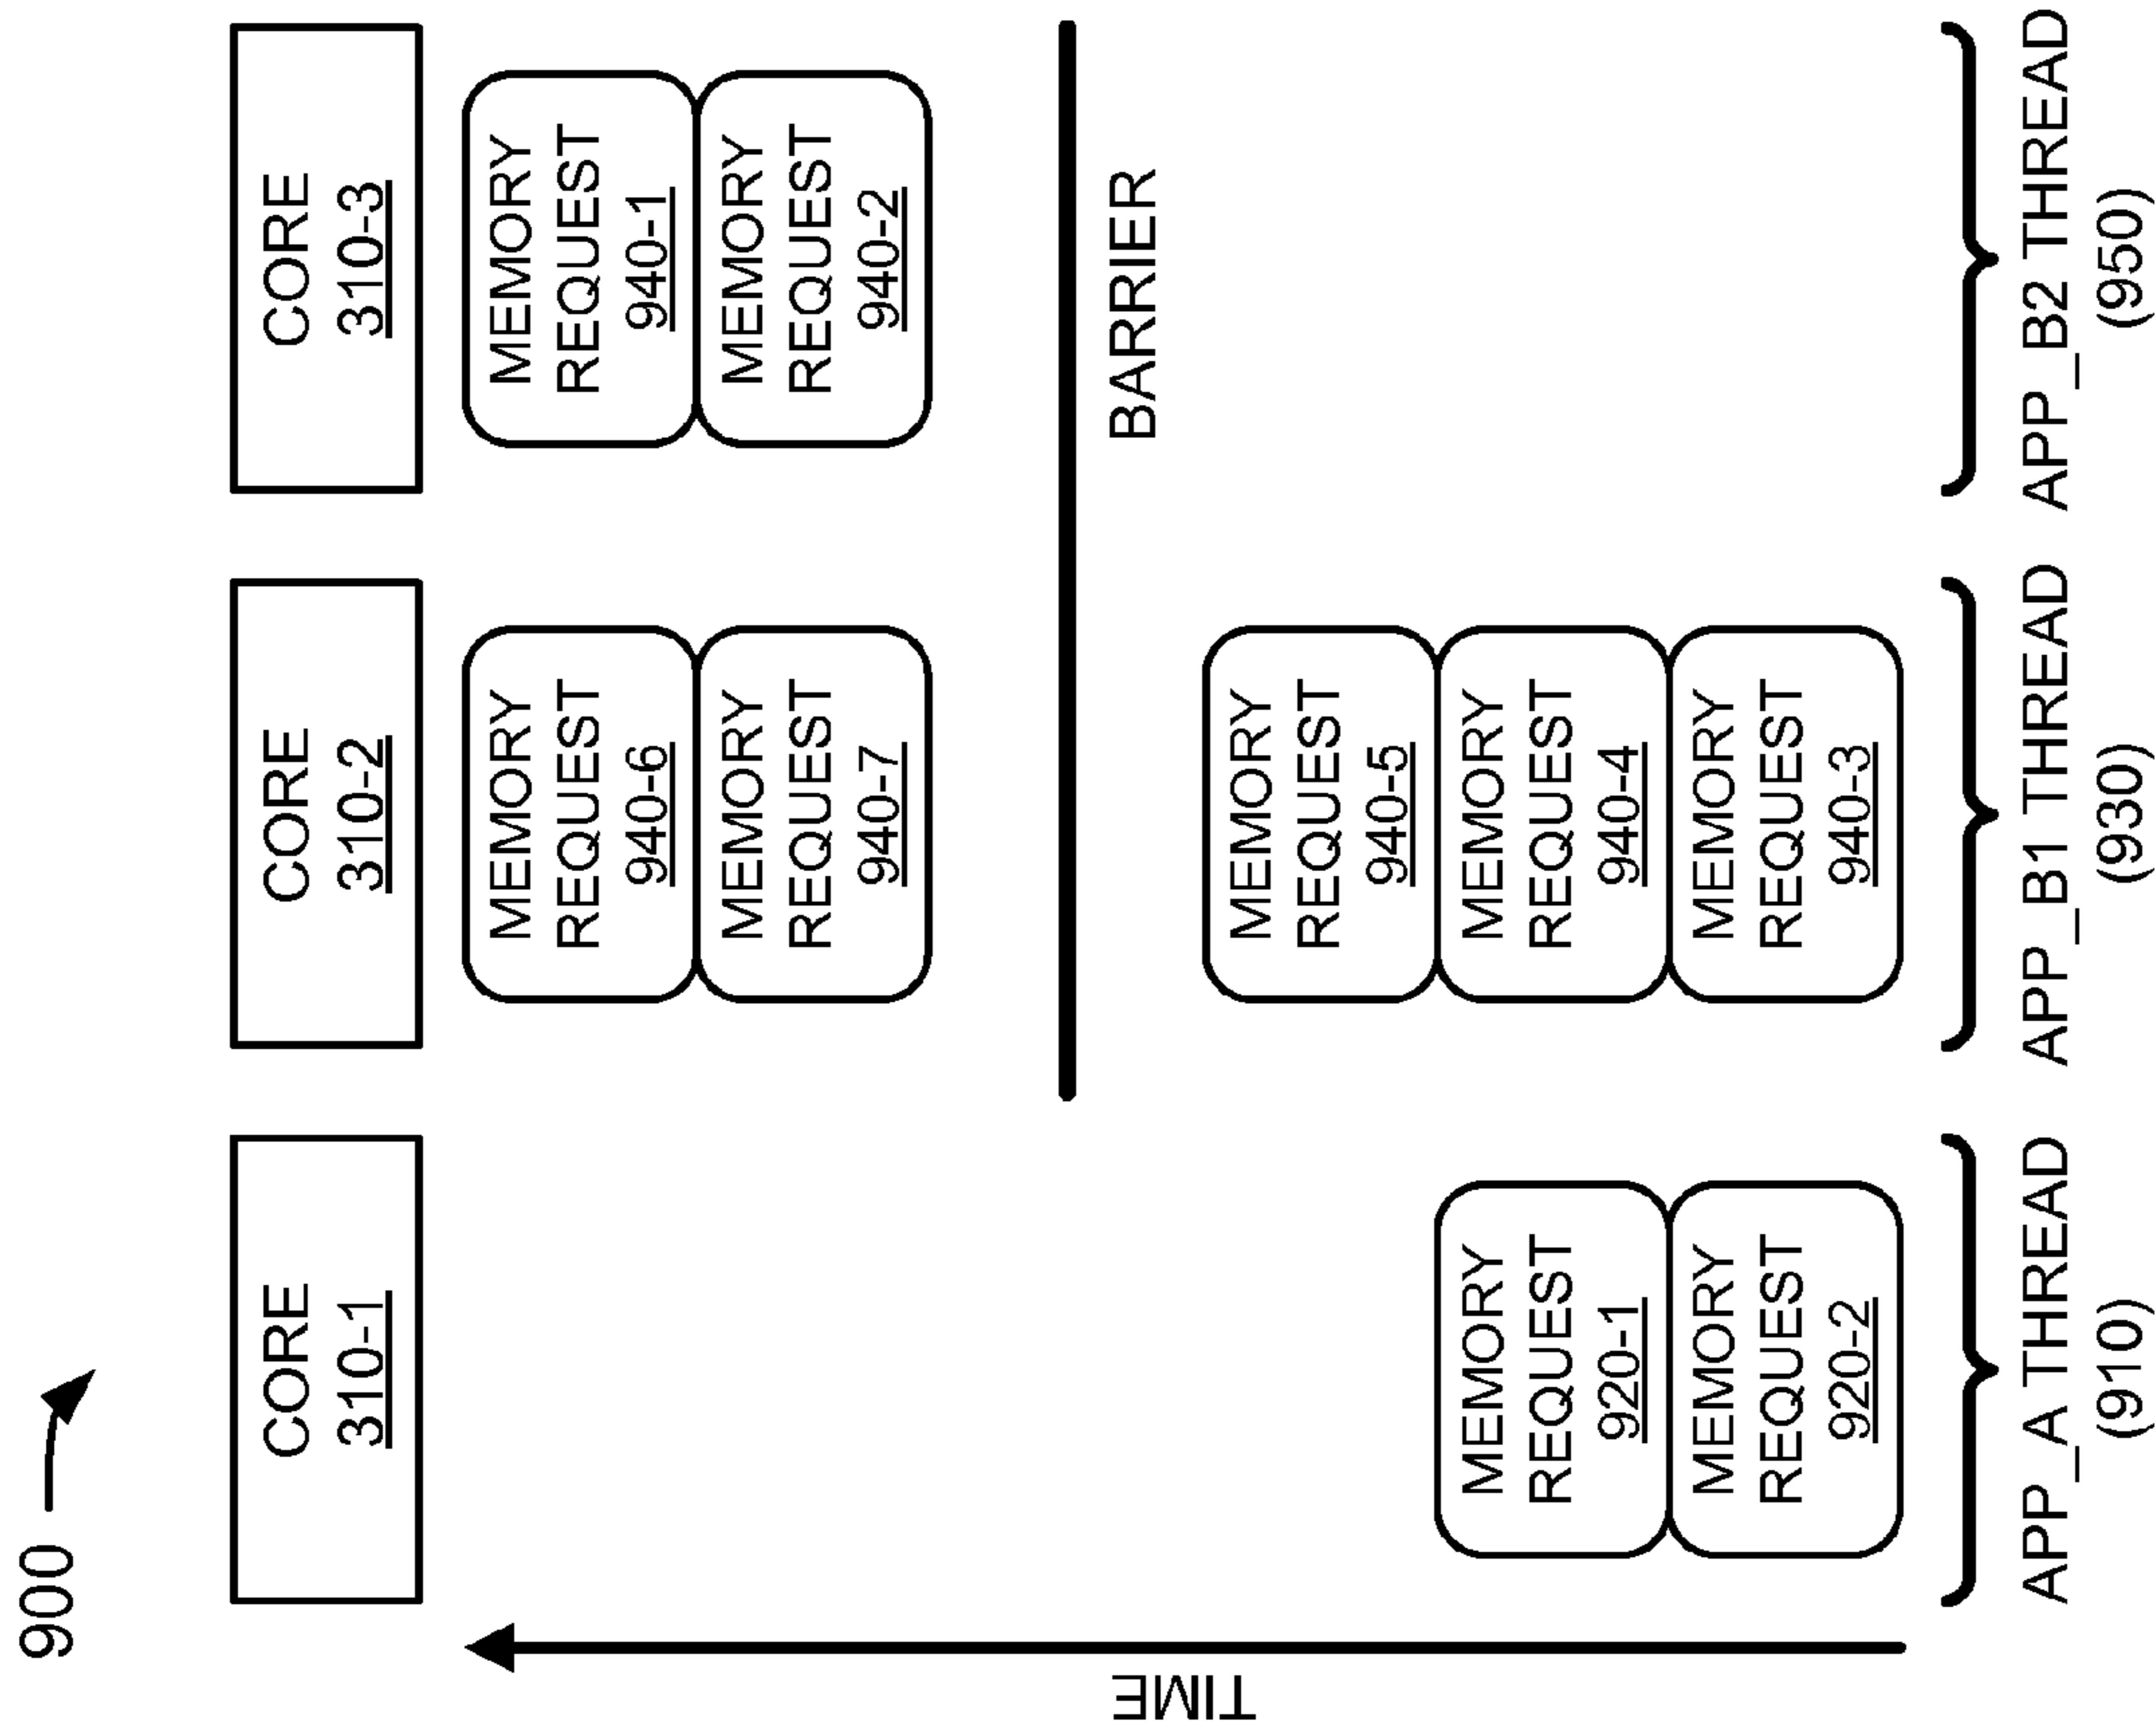 900
CORE
310-1
CORE
310-2
CORE
310-3
MEMORY
REQUEST
940-6
MEMORY
REQUEST
940-1
MEMORY
REQUEST
940-7
MEMORY
REQUEST
940-2
TIME
BARRIER
MEMORY
REQUEST
940-5
MEMORY
REQUEST
920-1
MEMORY
REQUEST
940-4
MEMORY
REQUEST
920-2
MEMORY
REQUEST
940-3
APP_A THREAD
(910)
APP_B1 THREAD
(930)
APP_B2 THREAD
(950)